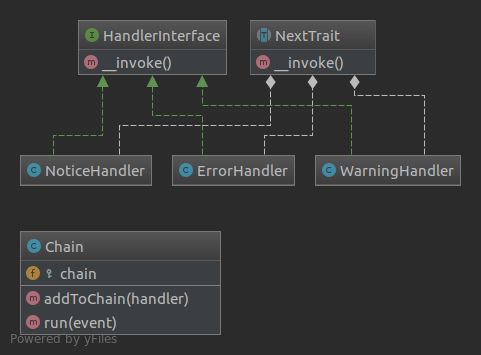 I HandlerInterface
m __invoke()
T NextTrait
m __invoke()
C NoticeHandler
C ErrorHandler
C WarningHandler
C Chain
f chain
m addToChain(handler)
m run(event)
Powered by yFiles